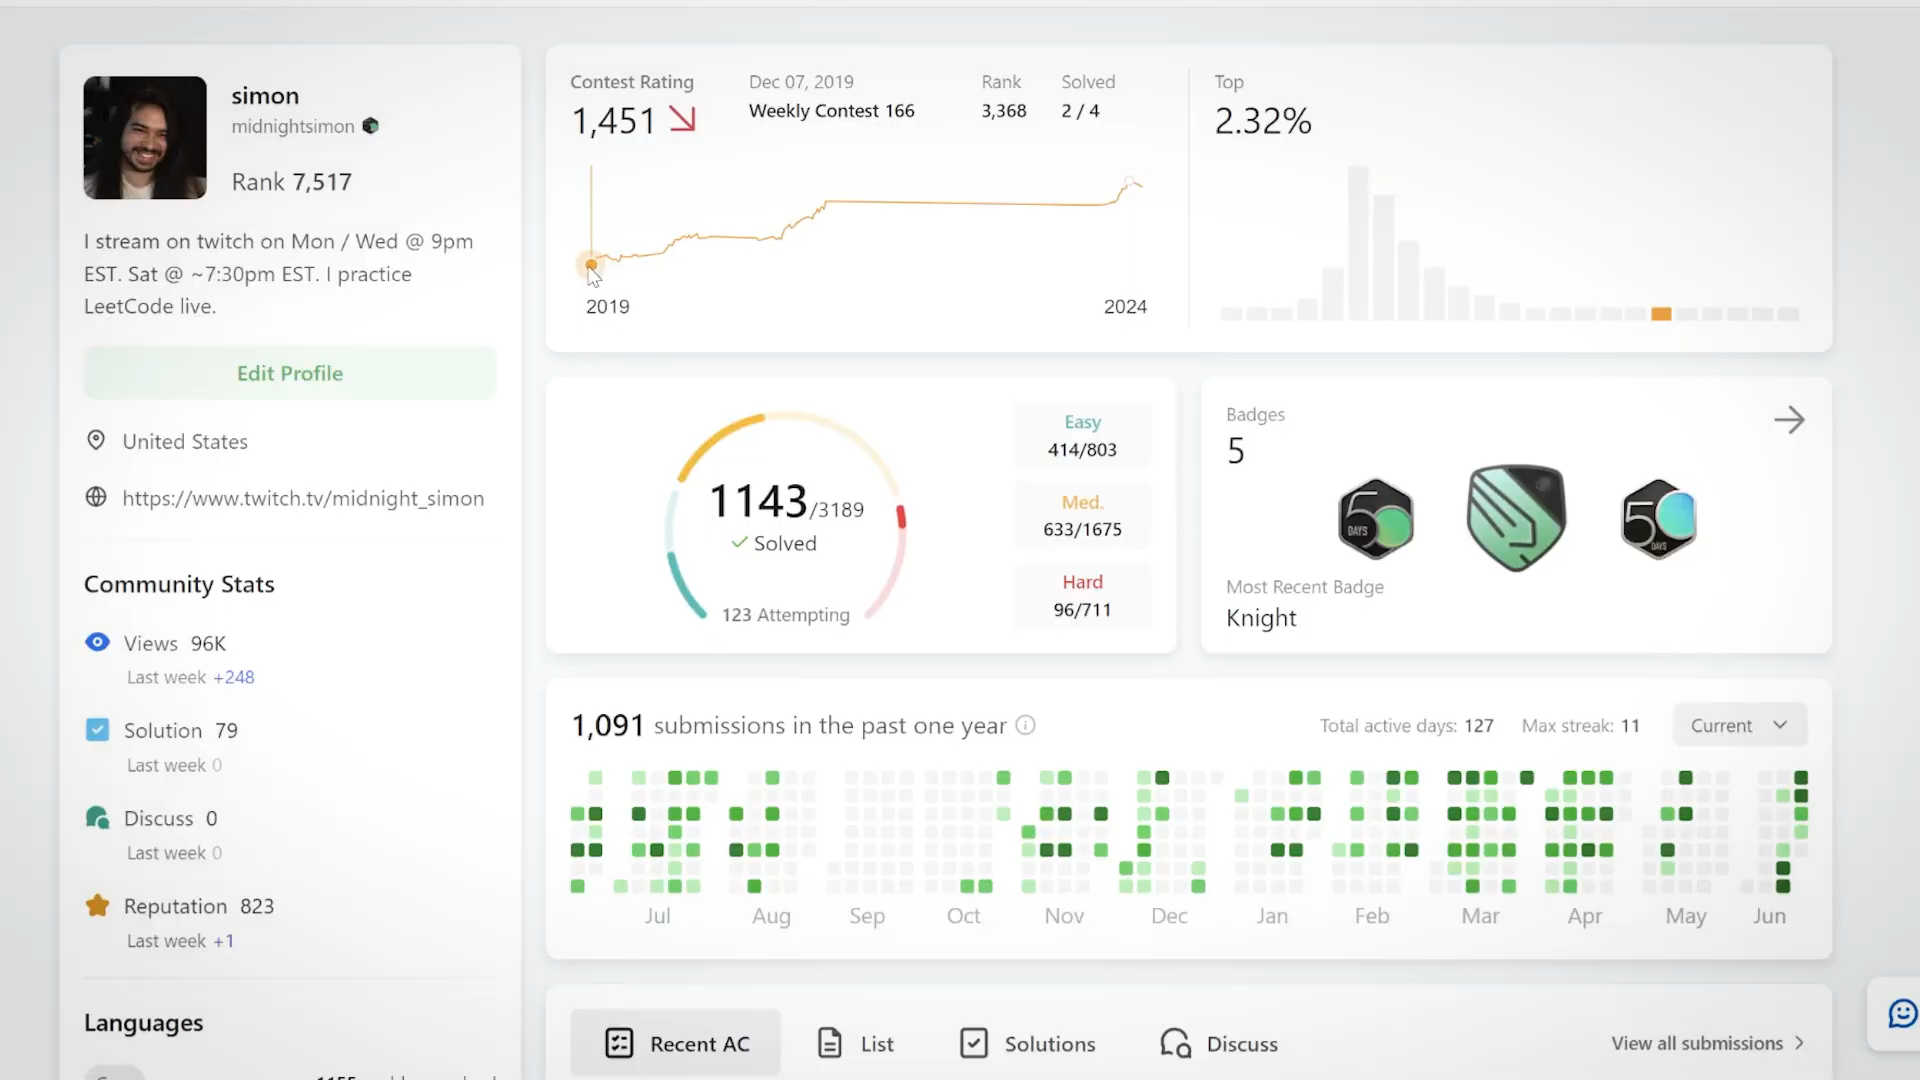 simon
midnightsimon
Rank 7,517
I stream on twitch on Mon / Wed @ 9pm
EST. Sat @ ~7:30pm EST. I practice
LeetCode live.
Edit Profile
United States
https://www.twitch.tv/midnight_simon
Community Stats
Views 96K
Last week +248
Solution 79
Last week 0
Discuss 0
Last week 0
Reputation 823
Last week +1
Languages
Contest Rating
1,451
Dec 07, 2019
Weekly Contest 166
Rank
3,368
Solved
2 / 4
2019
2024
Top
2.32%
1143/3189
Solved
123 Attempting
Easy
414/803
Med.
633/1675
Hard
96/711
Badges
5
50
DAYS
50
DAYS
Most Recent Badge
Knight
1,091 submissions in the past one year
Total active days: 127
Max streak: 11
Current
Jul Aug Sep Oct Nov Dec Jan Feb Mar Apr May Jun
Recent AC
List
Solutions
Discuss
View all submissions